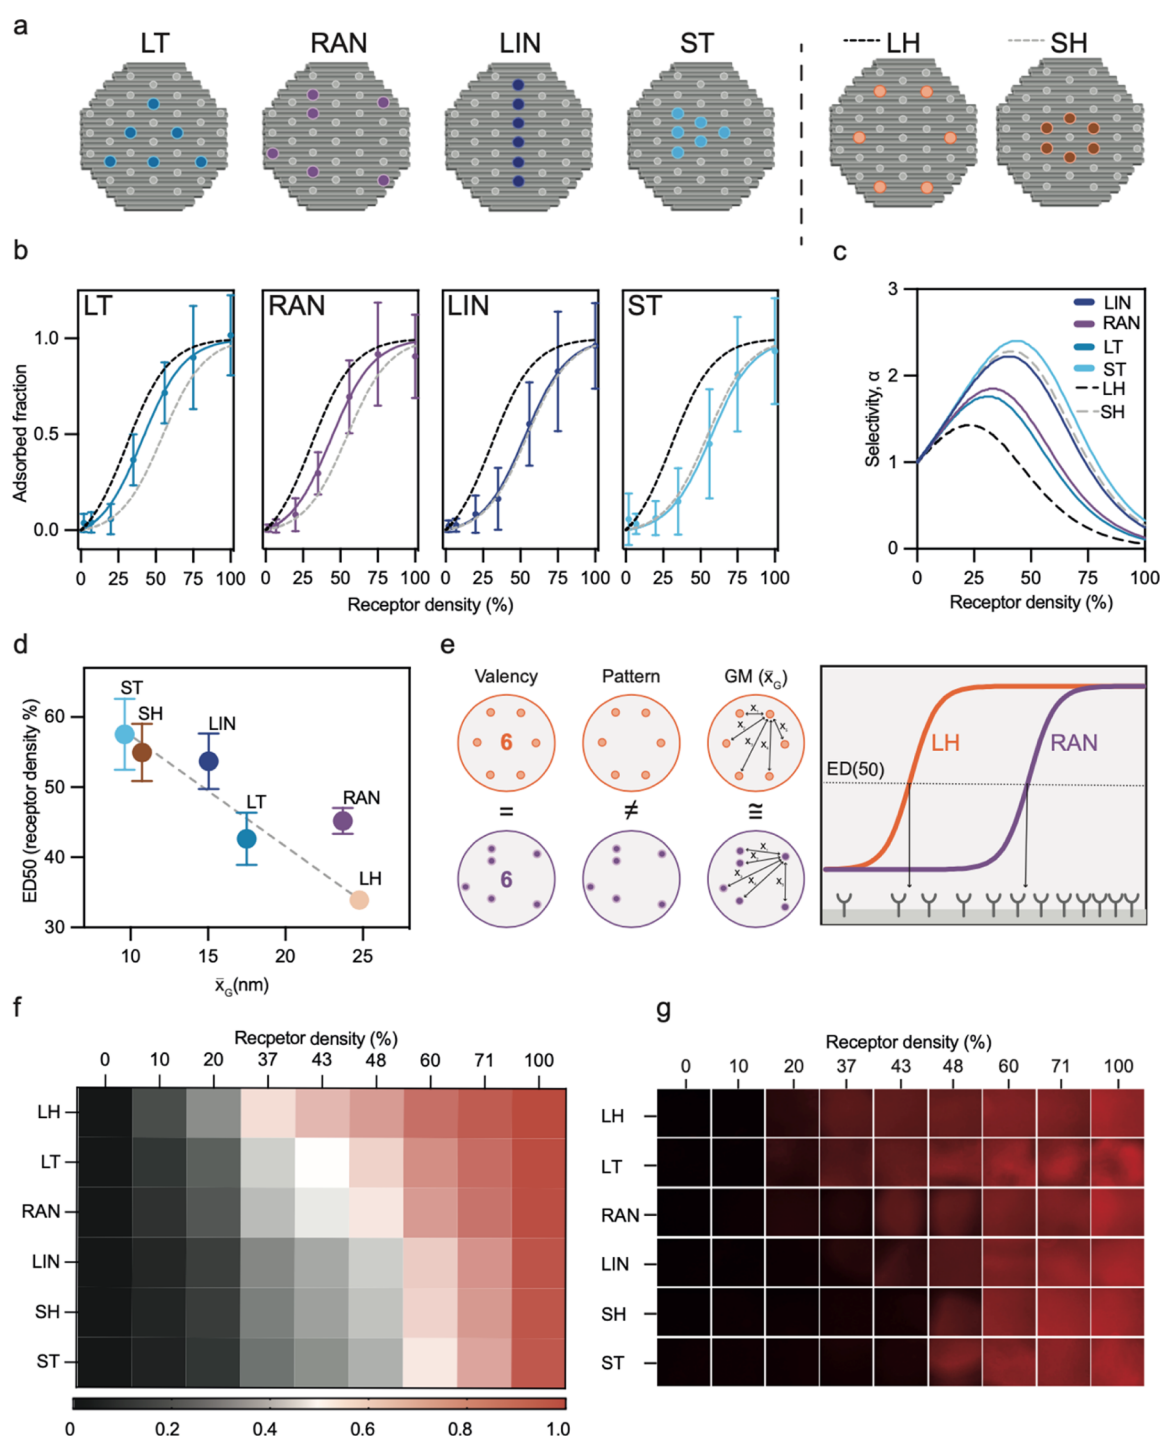 a
LT RAN LIN ST LH SH
b
LT RAN LIN ST
Adsorbed fraction
1.0
0.5
0.0
0 25 50 75 100 0 25 50 75 100 0 25 50 75 100 0 25 50 75 100
Receptor density (%)
c
3
2
1
0
Selectivity, α
LIN
RAN
LT
ST
LH
SH
0 25 50 75 100
Receptor density (%)
d
ED50 (receptor density %)
60
50
40
30
ST
SH
LIN
LT
RAN
LH
10 15 20 25
x̄G(nm)
e
Valency Pattern GM (x̄G)
6
= ≠ ≅
6
ED(50)
LH
RAN
f
Recpetor density (%)
0 10 20 37 43 48 60 71 100
LH
LT
RAN
LIN
SH
ST
0 0.2 0.4 0.6 0.8 1.0
g
Receptor density (%)
0 10 20 37 43 48 60 71 100
LH
LT
RAN
LIN
SH
ST